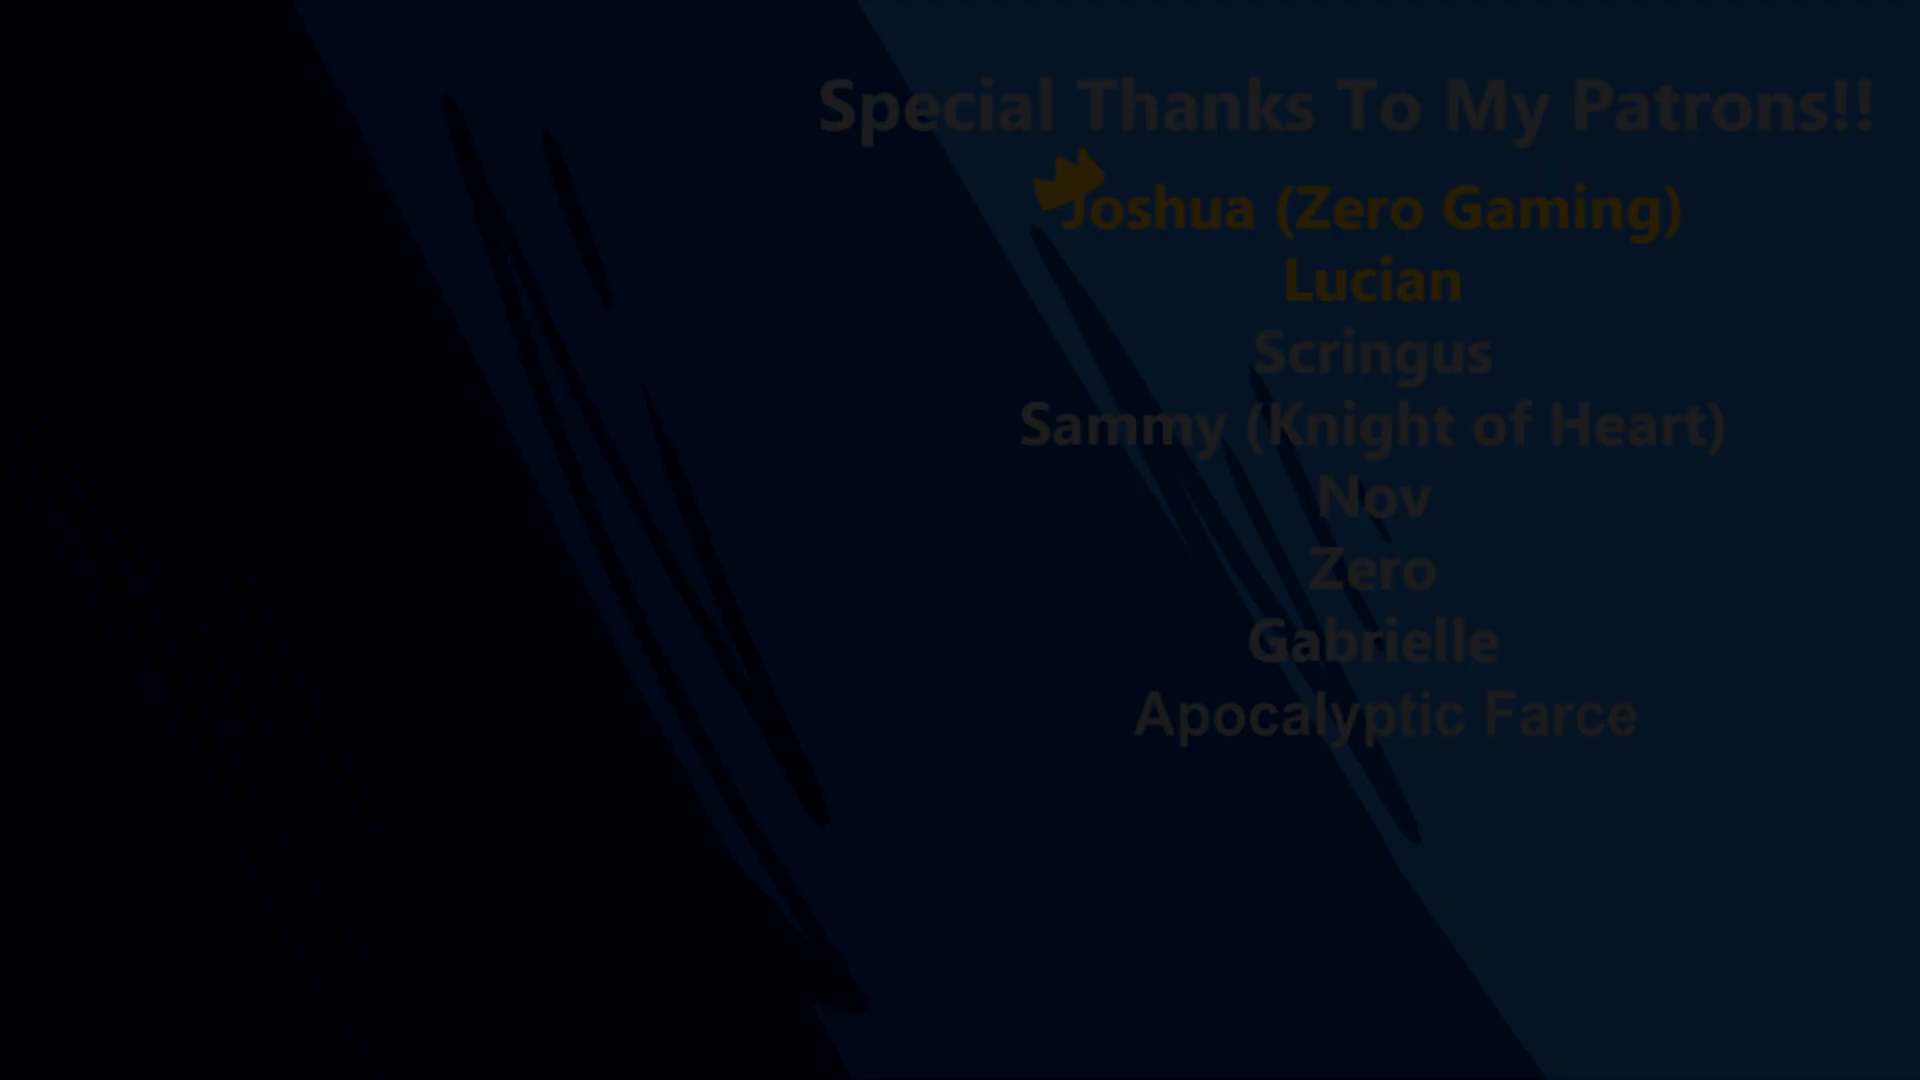 Special Thanks To My Patrons!!
Joshua (Zero Gaming)
Lucian
Scringus
Sammy (Knight of Heart)
Nov
Zero
Gabrielle
Apocalyptic Farce